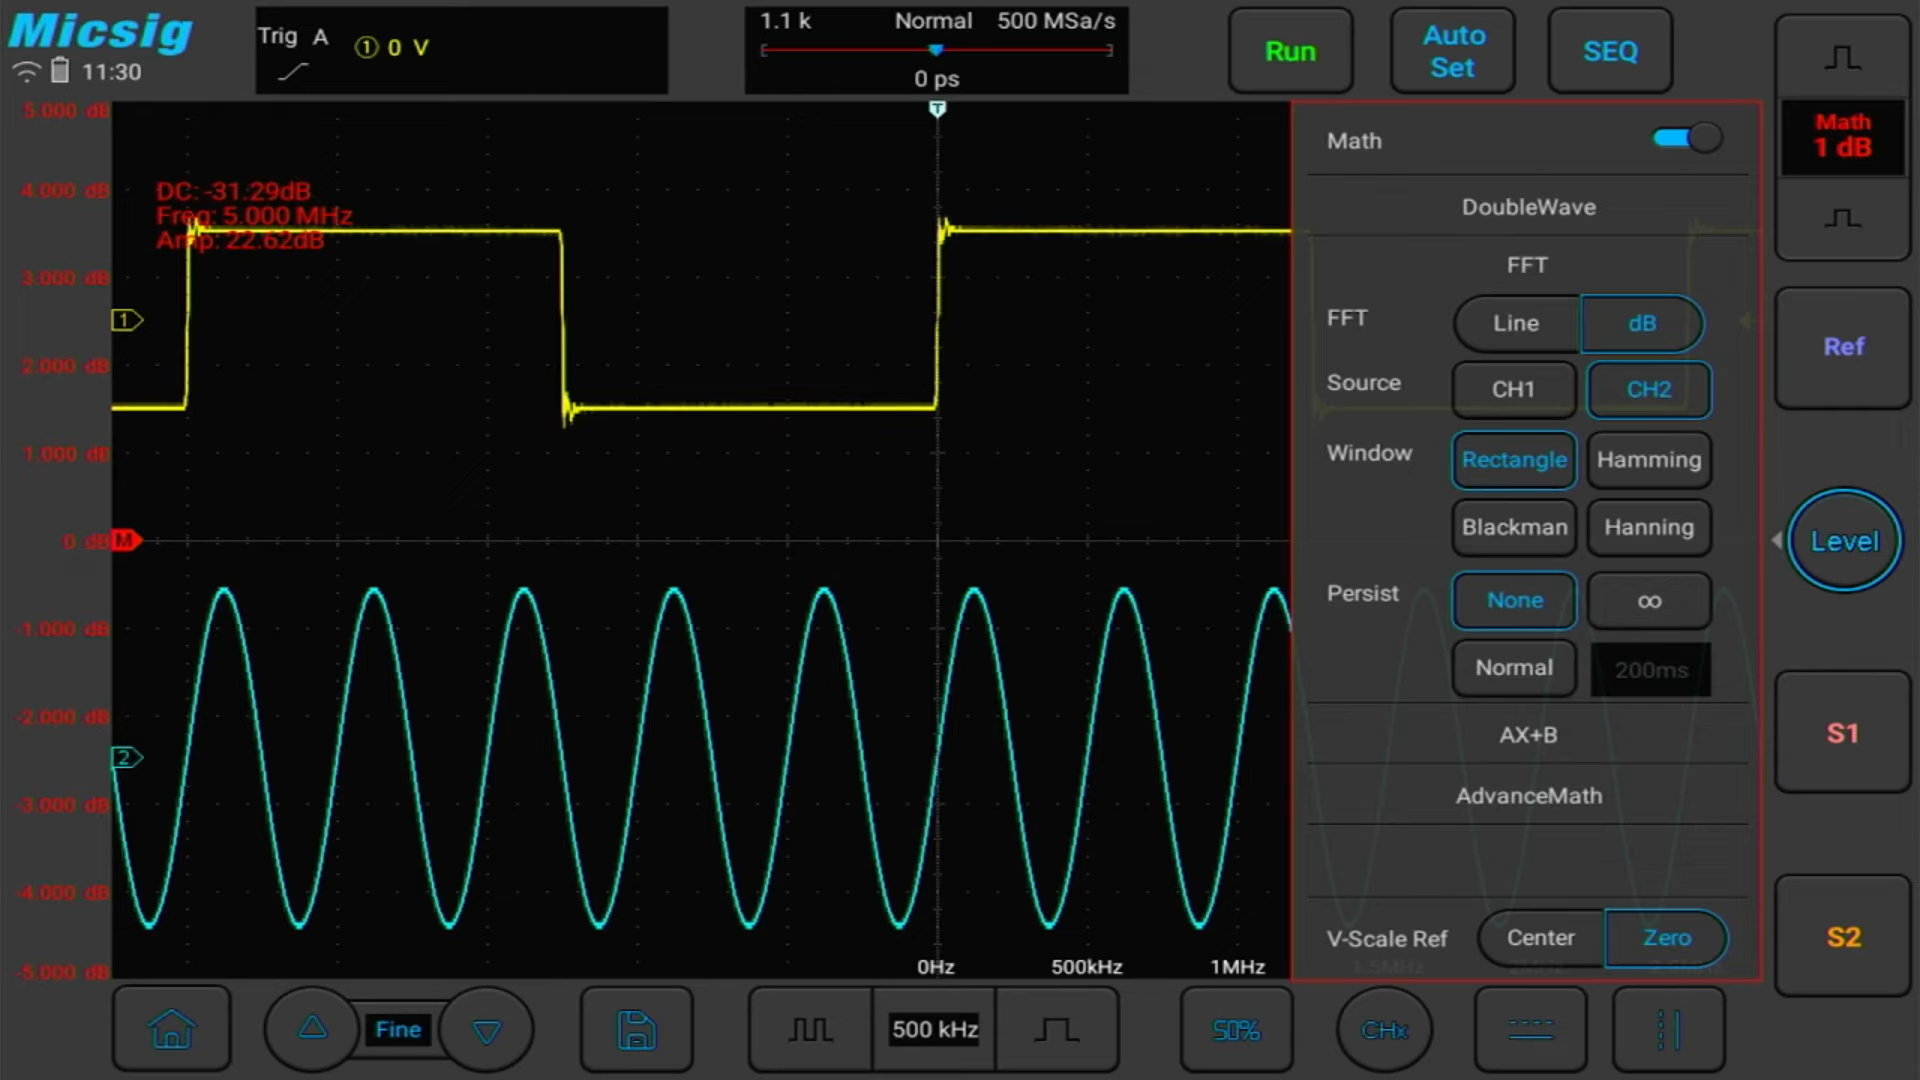 Micsig
11:30
Trig A
① 0 V
1.1 k Normal 500 MSa/s
0 ps
Run
Auto
Set
SEQ
5.000 dB
4.000 dB
3.000 dB
2.000 dB
1.000 dB
0 dB
-1.000 dB
-2.000 dB
-3.000 dB
-4.000 dB
-5.000 dB
T
DC: -31.29dB
Freq: 5.000 MHz
Amp: 22.62dB
1
M
2
0Hz 500kHz 1MHz
Math
DoubleWave
FFT
FFT Line dB
Source CH1 CH2
Window Rectangle Hamming
Blackman Hanning
Persist None ∞
Normal 200ms
AX+B
AdvanceMath
V-Scale Ref Center Zero
1.5MHz
Math
1 dB
Ref
Level
S1
S2
Fine
500 kHz
50%
CHx